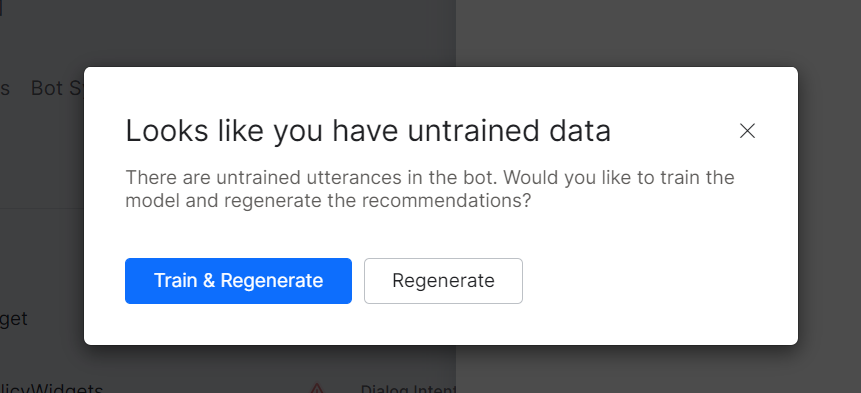 Bot S
Looks like you have untrained data
There are untrained utterances in the bot. Would you like to train the
model and regenerate the recommendations?
Train & Regenerate
Regenerate
get
licyWidgets
Dialog Intent